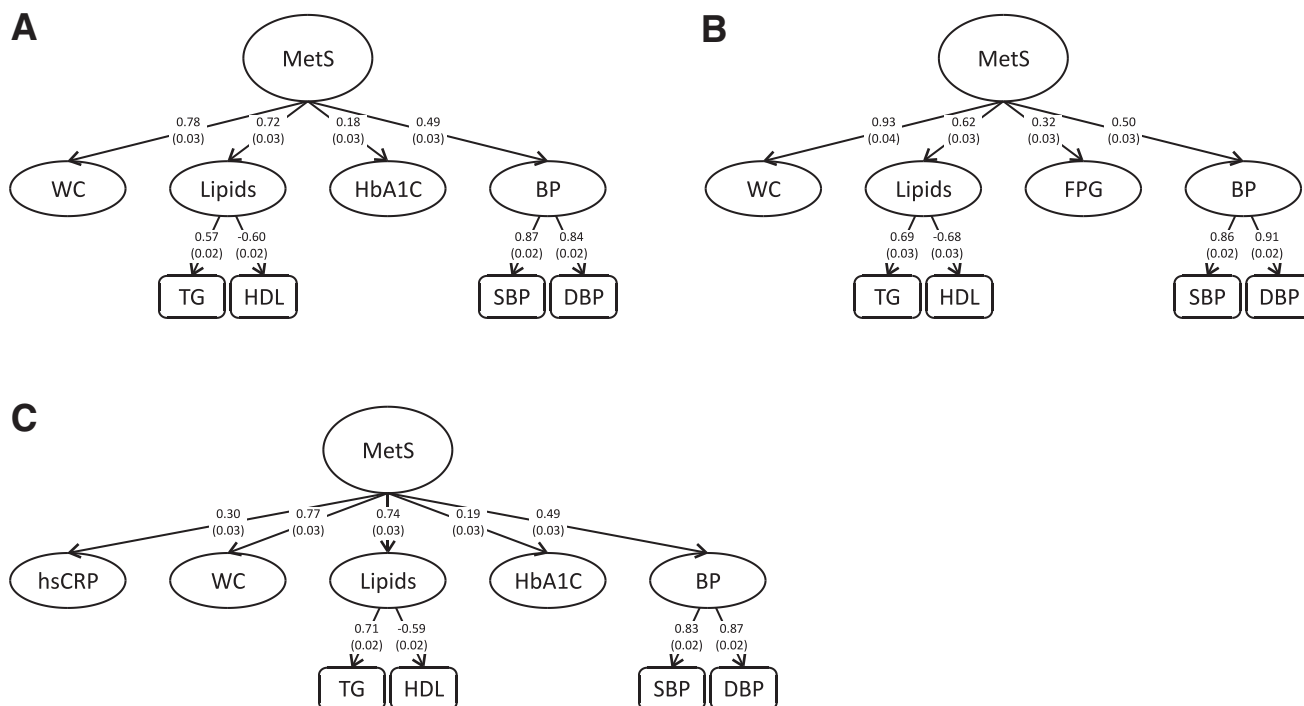 A
MetS
0.78 0.72 0.18 0.49
(0.03) (0.03) (0.03) (0.03)
WC Lipids HbA1C BP
0.57 -0.60 0.87 0.84
(0.02) (0.02) (0.02) (0.02)
TG HDL SBP DBP
B
MetS
0.93 0.62 0.32 0.50
(0.04) (0.03) (0.03) (0.03)
WC Lipids FPG BP
0.69 -0.68 0.86 0.91
(0.03) (0.03) (0.02) (0.02)
TG HDL SBP DBP
C
MetS
0.30 0.77 0.74 0.19 0.49
(0.03) (0.03) (0.03) (0.03) (0.03)
hsCRP WC Lipids HbA1C BP
0.71 -0.59 0.83 0.87
(0.02) (0.02) (0.02) (0.02)
TG HDL SBP DBP